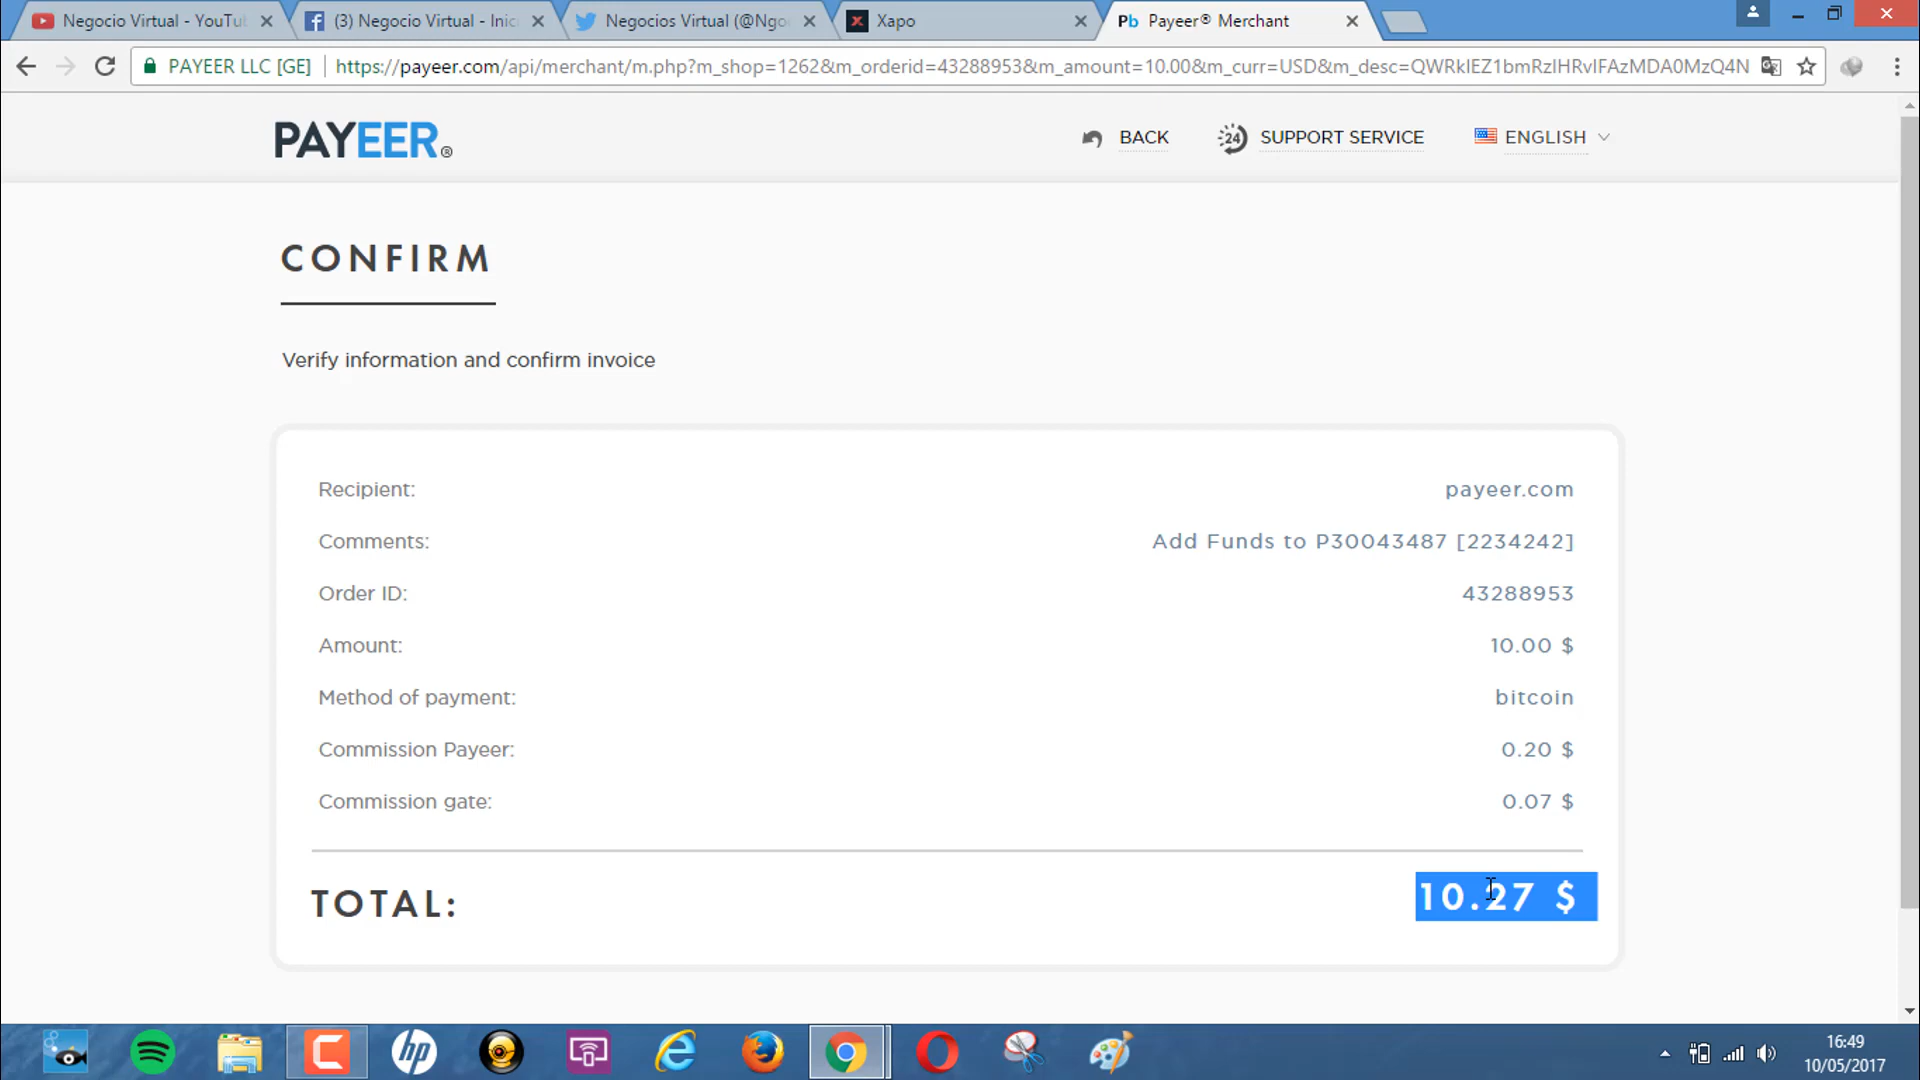 Negocio Virtual - YouTu
(3) Negocio Virtual - Inic
Negocios Virtual (@Ngo
Xapo
Pb Payeer® Merchant
PAYEER LLC [GE] https://payeer.com/api/merchant/m.php?m_shop=1262&m_orderid=43288953&m_amount=10.00&m_curr=USD&m_desc=QWRkIEZ1bmRzIHRvIFAzMDA0MzQ4N
PAYEER®
BACK
24 SUPPORT SERVICE
ENGLISH
CONFIRM
Verify information and confirm invoice
Recipient: payeer.com
Comments: Add Funds to P30043487 [2234242]
Order ID: 43288953
Amount: 10.00 $
Method of payment: bitcoin
Commission Payeer: 0.20 $
Commission gate: 0.07 $
TOTAL: 10.27 $
hp
16:49
10/05/2017